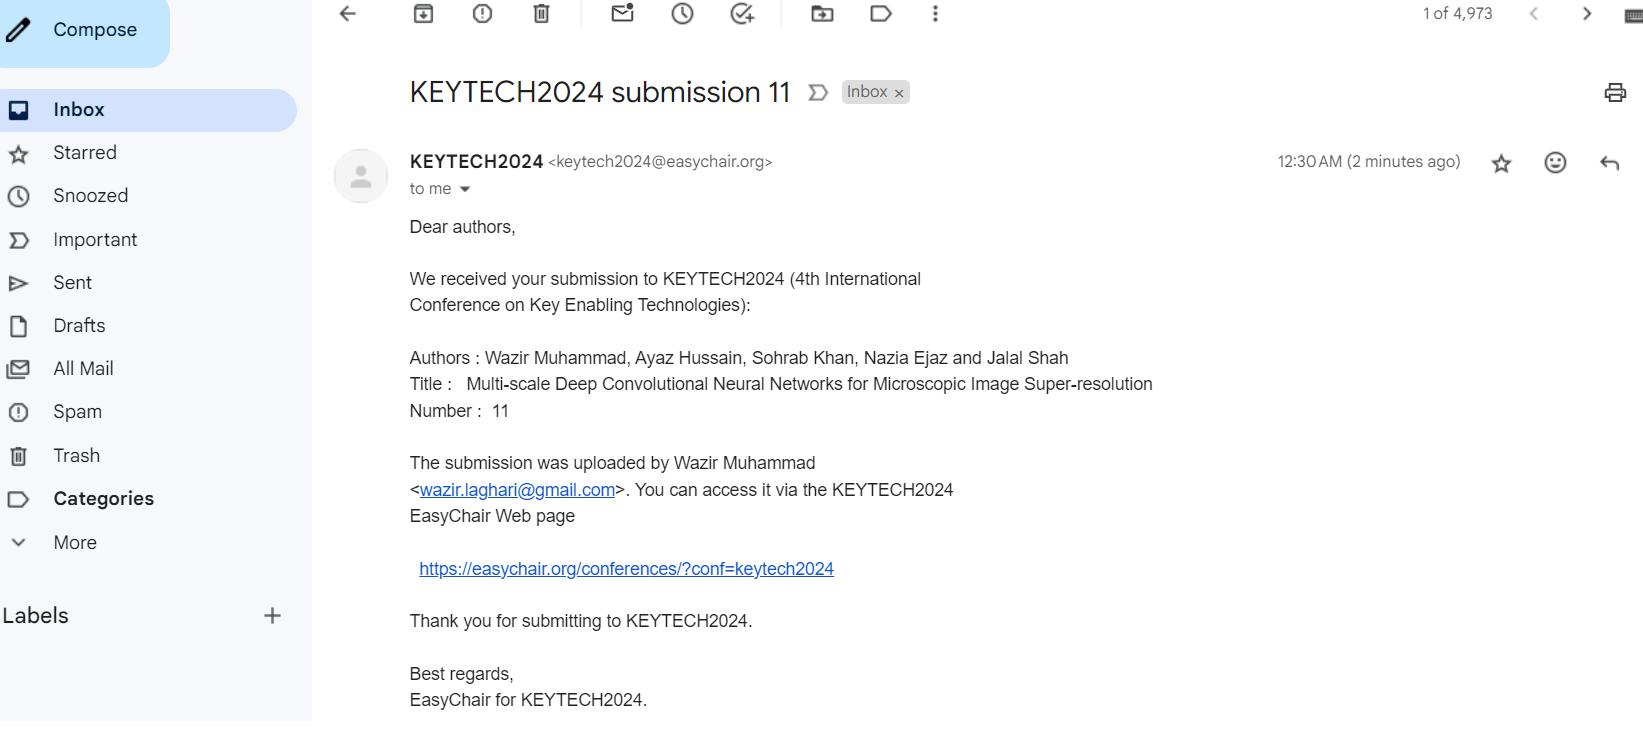 Compose
1 of 4,973
Inbox
Starred
Snoozed
Important
Sent
Drafts
All Mail
Spam
Trash
Categories
More
Labels
KEYTECH2024 submission 11 Inbox x
KEYTECH2024 <keytech2024@easychair.org> 12:30 AM (2 minutes ago)
to me
Dear authors,
We received your submission to KEYTECH2024 (4th International
Conference on Key Enabling Technologies):
Authors : Wazir Muhammad, Ayaz Hussain, Sohrab Khan, Nazia Ejaz and Jalal Shah
Title : Multi-scale Deep Convolutional Neural Networks for Microscopic Image Super-resolution
Number : 11
The submission was uploaded by Wazir Muhammad
<wazir.laghari@gmail.com>. You can access it via the KEYTECH2024
EasyChair Web page
https://easychair.org/conferences/?conf=keytech2024
Thank you for submitting to KEYTECH2024.
Best regards,
EasyChair for KEYTECH2024.